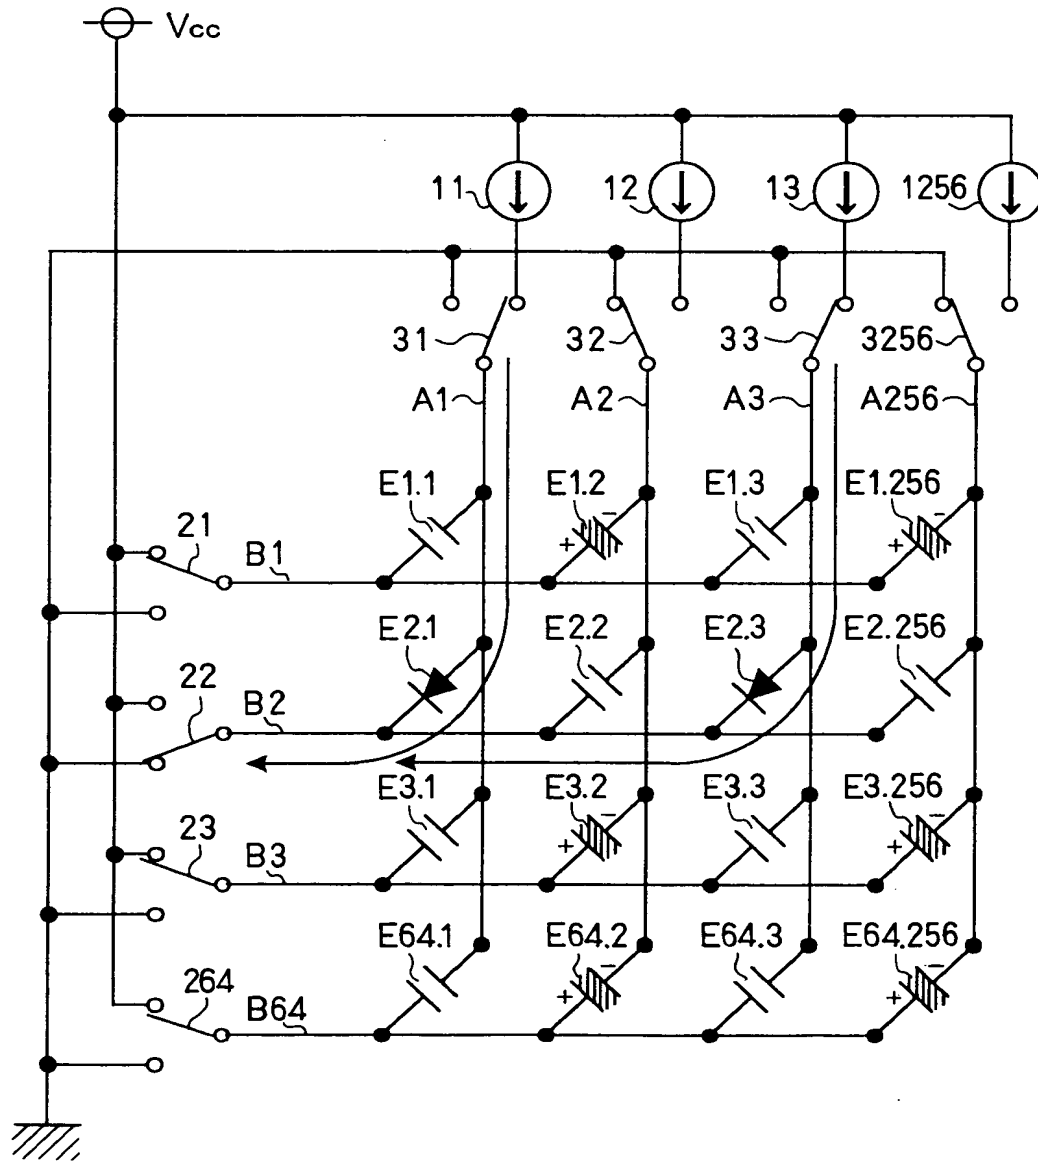 Vcc
11 12 13 1256
31 32 33 3256
A1 A2 A3 A256
E1.1 E1.2 E1.3 E1.256
- -
21 B1 + +
E2.1 E2.2 E2.3 E2.256
22 B2
E3.1 E3.2 E3.3 E3.256
- -
23 B3 + +
E64.1 E64.2 E64.3 E64.256
- -
264 B64 + +